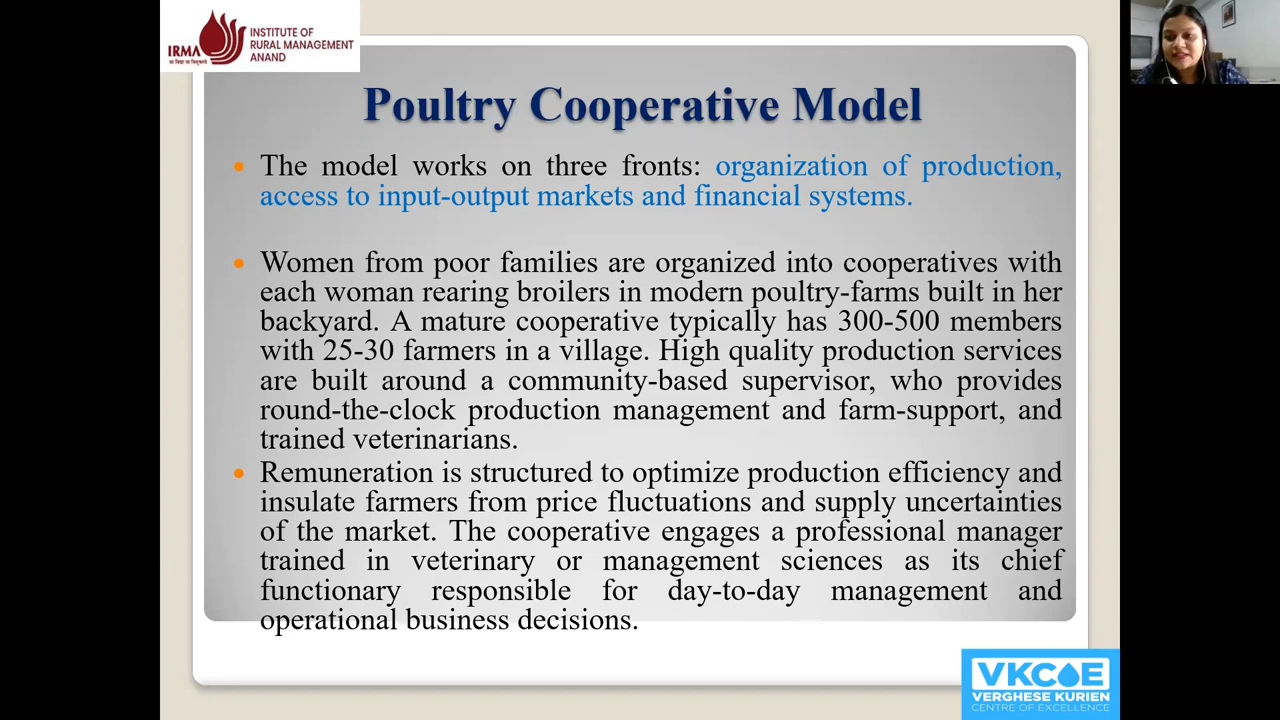 IRMA
INSTITUTE OF
RURAL MANAGEMENT
ANAND
Poultry Cooperative Model
The model works on three fronts: organization of production,
access to input-output markets and financial systems.
Women from poor families are organized into cooperatives with
each woman rearing broilers in modern poultry-farms built in her
backyard. A mature cooperative typically has 300-500 members
with 25-30 farmers in a village. High quality production services
are built around a community-based supervisor, who provides
round-the-clock production management and farm-support, and
trained veterinarians.
Remuneration is structured to optimize production efficiency and
insulate farmers from price fluctuations and supply uncertainties
of the market. The cooperative engages a professional manager
trained in veterinary or management sciences as its chief
functionary responsible for day-to-day management and
operational business decisions.
VKCOE
VERGHESE KURIEN
CENTRE OF EXCELLENCE